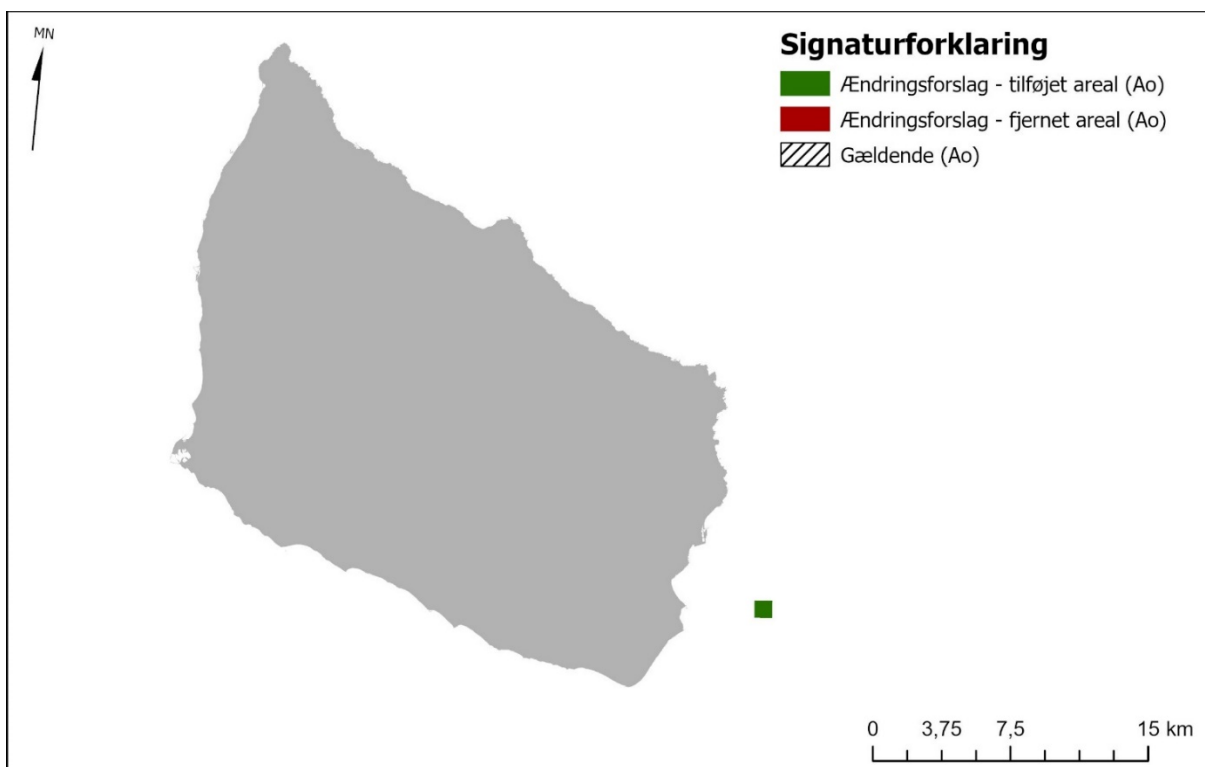 MN
Signaturforklaring
Ændringsforslag - tilføjet areal (Ao)
Ændringsforslag - fjernet areal (Ao)
Gældende (Ao)
0 3,75 7,5 15 km